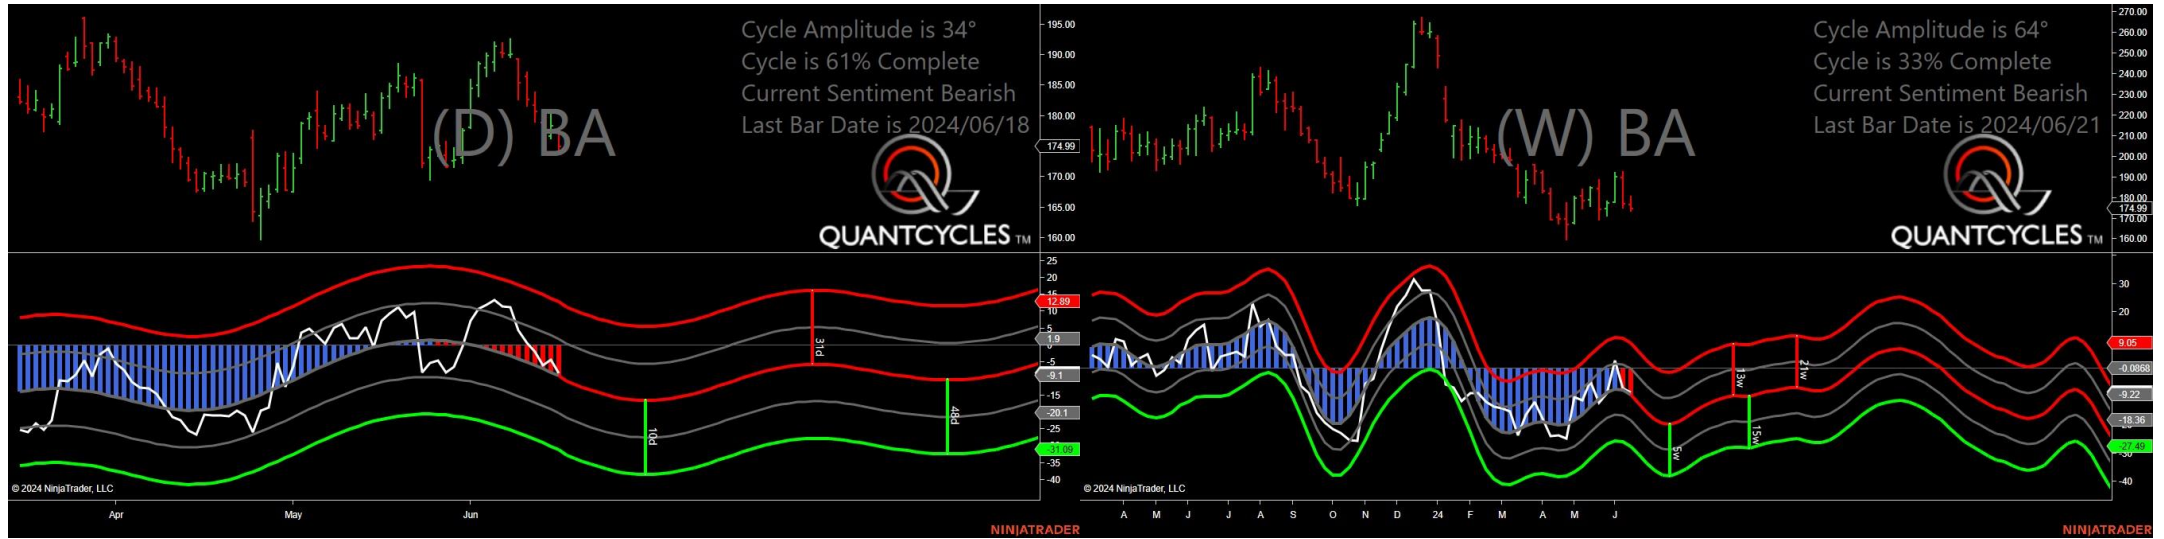 Cycle Amplitude is 34°
Cycle is 61% Complete
Current Sentiment Bearish
Last Bar Date is 2024/06/18
(D) BA
QUANTCYCLES TM
195.00
190.00
185.00
180.00
174.99
170.00
165.00
160.00
25
20
15
12.89
10
5
1.9
0
-5
-9.1
-15
-20.1
-25
-31.09
-35
-40
31d
10d
48d
© 2024 NinjaTrader, LLC
Apr May Jun
NINJATRADER
Cycle Amplitude is 64°
Cycle is 33% Complete
Current Sentiment Bearish
Last Bar Date is 2024/06/21
(W) BA
QUANTCYCLES TM
270.00
260.00
250.00
240.00
230.00
220.00
210.00
200.00
190.00
180.00
174.99
170.00
160.00
30
20
9.05
-0.0868
-9.22
-18.36
-27.49
-30
-40
13w
21w
5w
15w
© 2024 NinjaTrader, LLC
A M J J A S O N D 24 F M A M J
NINJATRADER